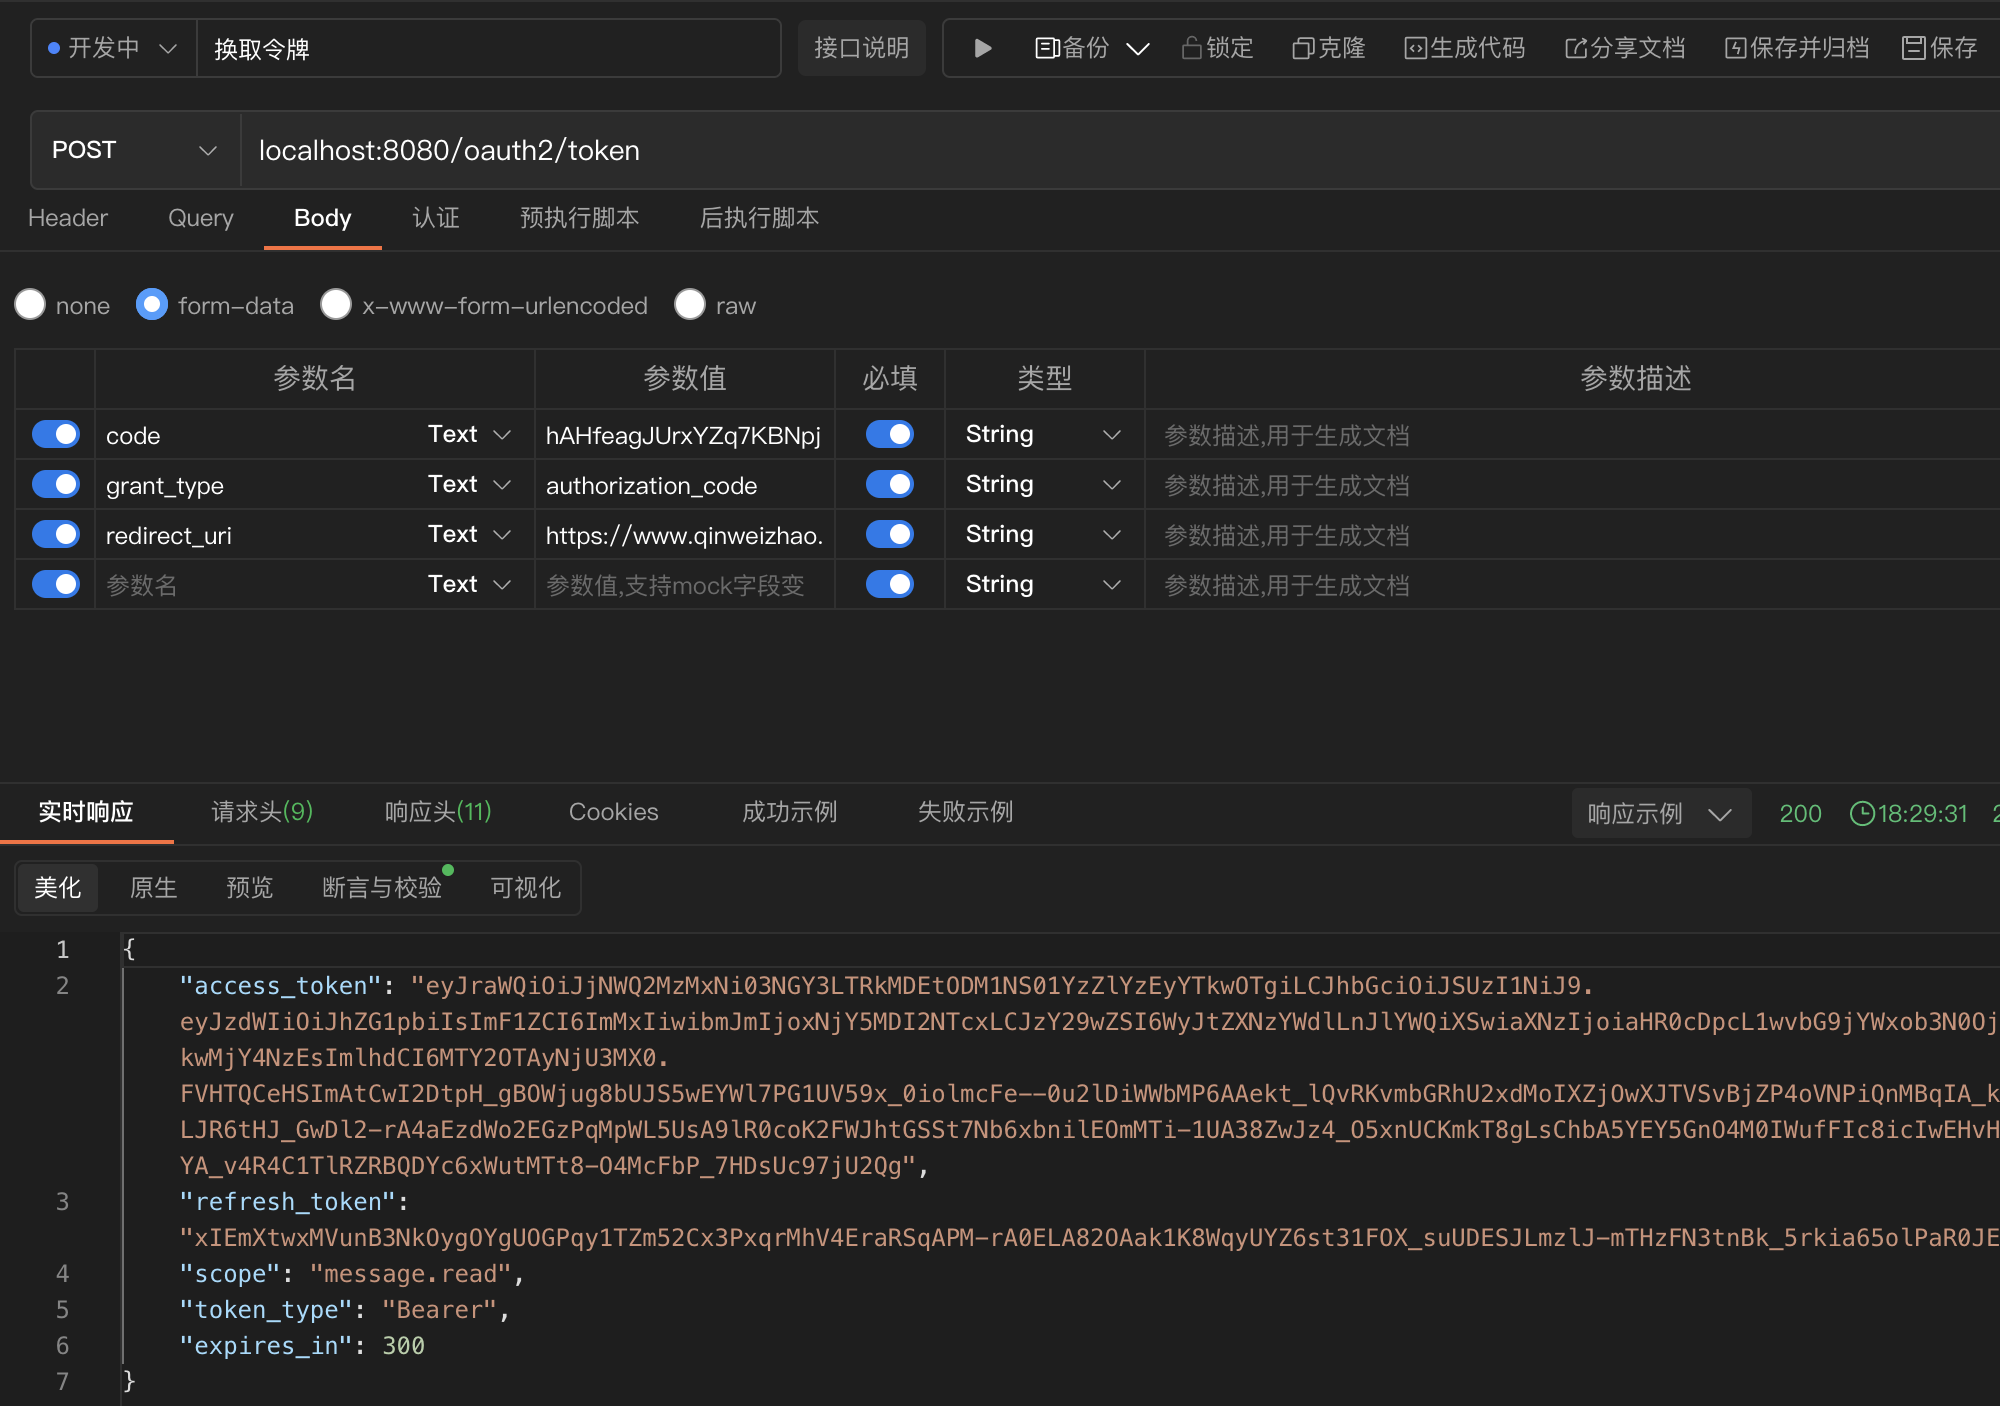 开发中 换取令牌 接口说明 备份 锁定 克隆 生成代码 分享文档 保存并归档 保存
POST localhost:8080/oauth2/token
Header Query Body 认证 预执行脚本 后执行脚本
none form-data x-www-form-urlencoded raw
参数名 参数值 必填 类型 参数描述
code Text hAHfeagJUrxYZq7KBNpj String 参数描述,用于生成文档
grant_type Text authorization_code String 参数描述,用于生成文档
redirect_uri Text https://www.qinweizhao. String 参数描述,用于生成文档
参数名 Text 参数值,支持mock字段变 String 参数描述,用于生成文档
实时响应 请求头(9) 响应头(11) Cookies 成功示例 失败示例 响应示例 200 18:29:31
美化 原生 预览 断言与校验 可视化
1 {
2 "access_token": "eyJraWQiOiJjNWQ2MzMxNi03NGY3LTRkMDEtODM1NS01YzZlYzEyYTkwOTgiLCJhbGciOiJSUzI1NiJ9.
eyJzdWIiOiJhZG1pbiIsImF1ZCI6ImMxIiwibmJmIjoxNjY5MDI2NTcxLCJzY29wZSI6WyJtZXNzYWdlLnJlYWQiXSwiaXNzIjoiaHR0cDpcL1wvbG9jYWxob3N0Oj
kwMjY4NzEsImlhdCI6MTY2OTAyNjU3MX0.
FVHTQCeHSImAtCwI2DtpH_gBOWjug8bUJS5wEYWl7PG1UV59x_0iolmcFe--0u2lDiWWbMP6AAekt_lQvRKvmbGRhU2xdMoIXZjOwXJTVSvBjZP4oVNPiQnMBqIA_k
LJR6tHJ_GwDl2-rA4aEzdWo2EGzPqMpWL5UsA9lR0coK2FWJhtGSSt7Nb6xbnilEOmMTi-1UA38ZwJz4_O5xnUCKmkT8gLsChbA5YEY5GnO4M0IWufFIc8icIwEHvH
YA_v4R4C1TlRZRBQDYc6xWutMTt8-O4McFbP_7HDsUc97jU2Qg",
3 "refresh_token":
"xIEmXtwxMVunB3NkOygOYgUOGPqy1TZm52Cx3PxqrMhV4EraRSqAPM-rA0ELA82OAak1K8WqyUYZ6st31FOX_suUDESJLmzlJ-mTHzFN3tnBk_5rkia65olPaR0JE
4 "scope": "message.read",
5 "token_type": "Bearer",
6 "expires_in": 300
7 }